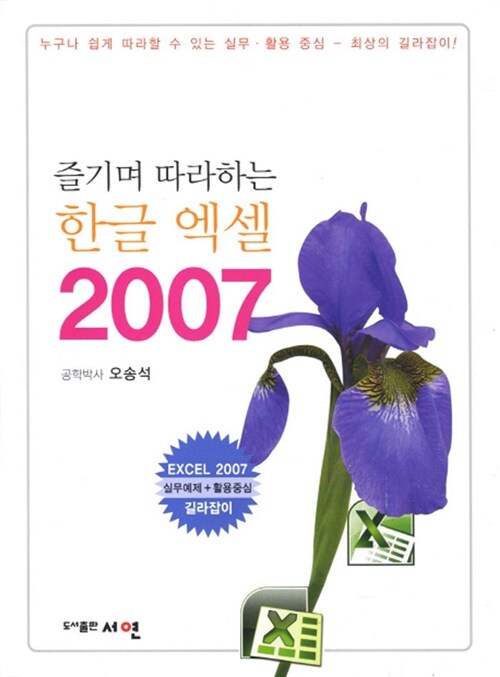 누구나 쉽게 따라할 수 있는 실무·활용 중심 - 최상의 길라잡이!
즐기며 따라하는
한글 엑셀
2007
공학박사 오송석
EXCEL 2007
실무예제+활용중심
길라잡이
도서출판 서연